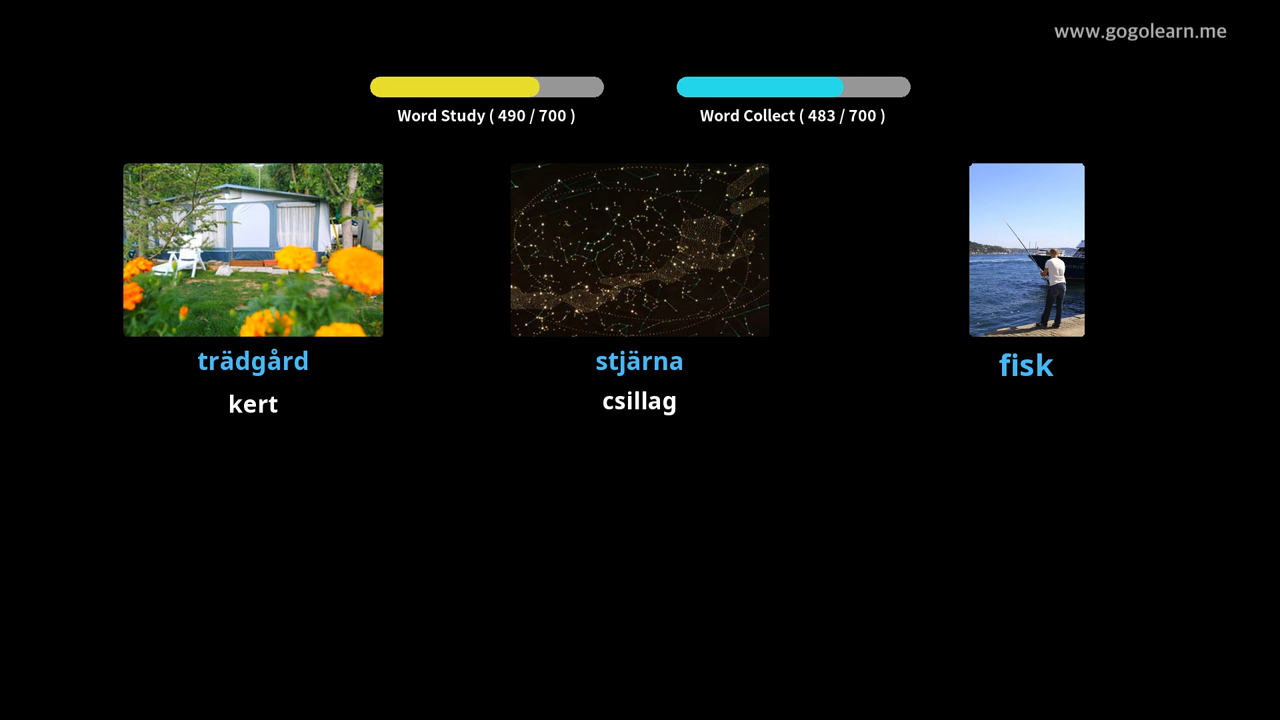 www.gogolearn.me
Word Study ( 490 / 700 )
Word Collect ( 483 / 700 )
trädgård
stjärna
fisk
kert
csillag